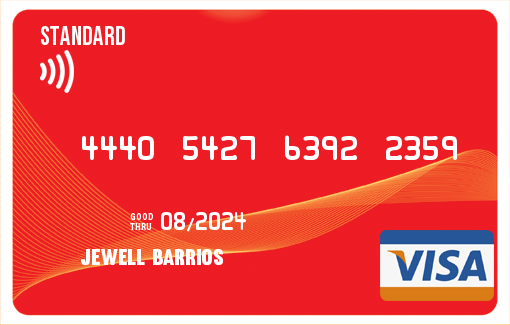 STANDARD
4440 5427 6392 2359
GOOD THRU 08/2024
JEWELL BARRIOS
VISA